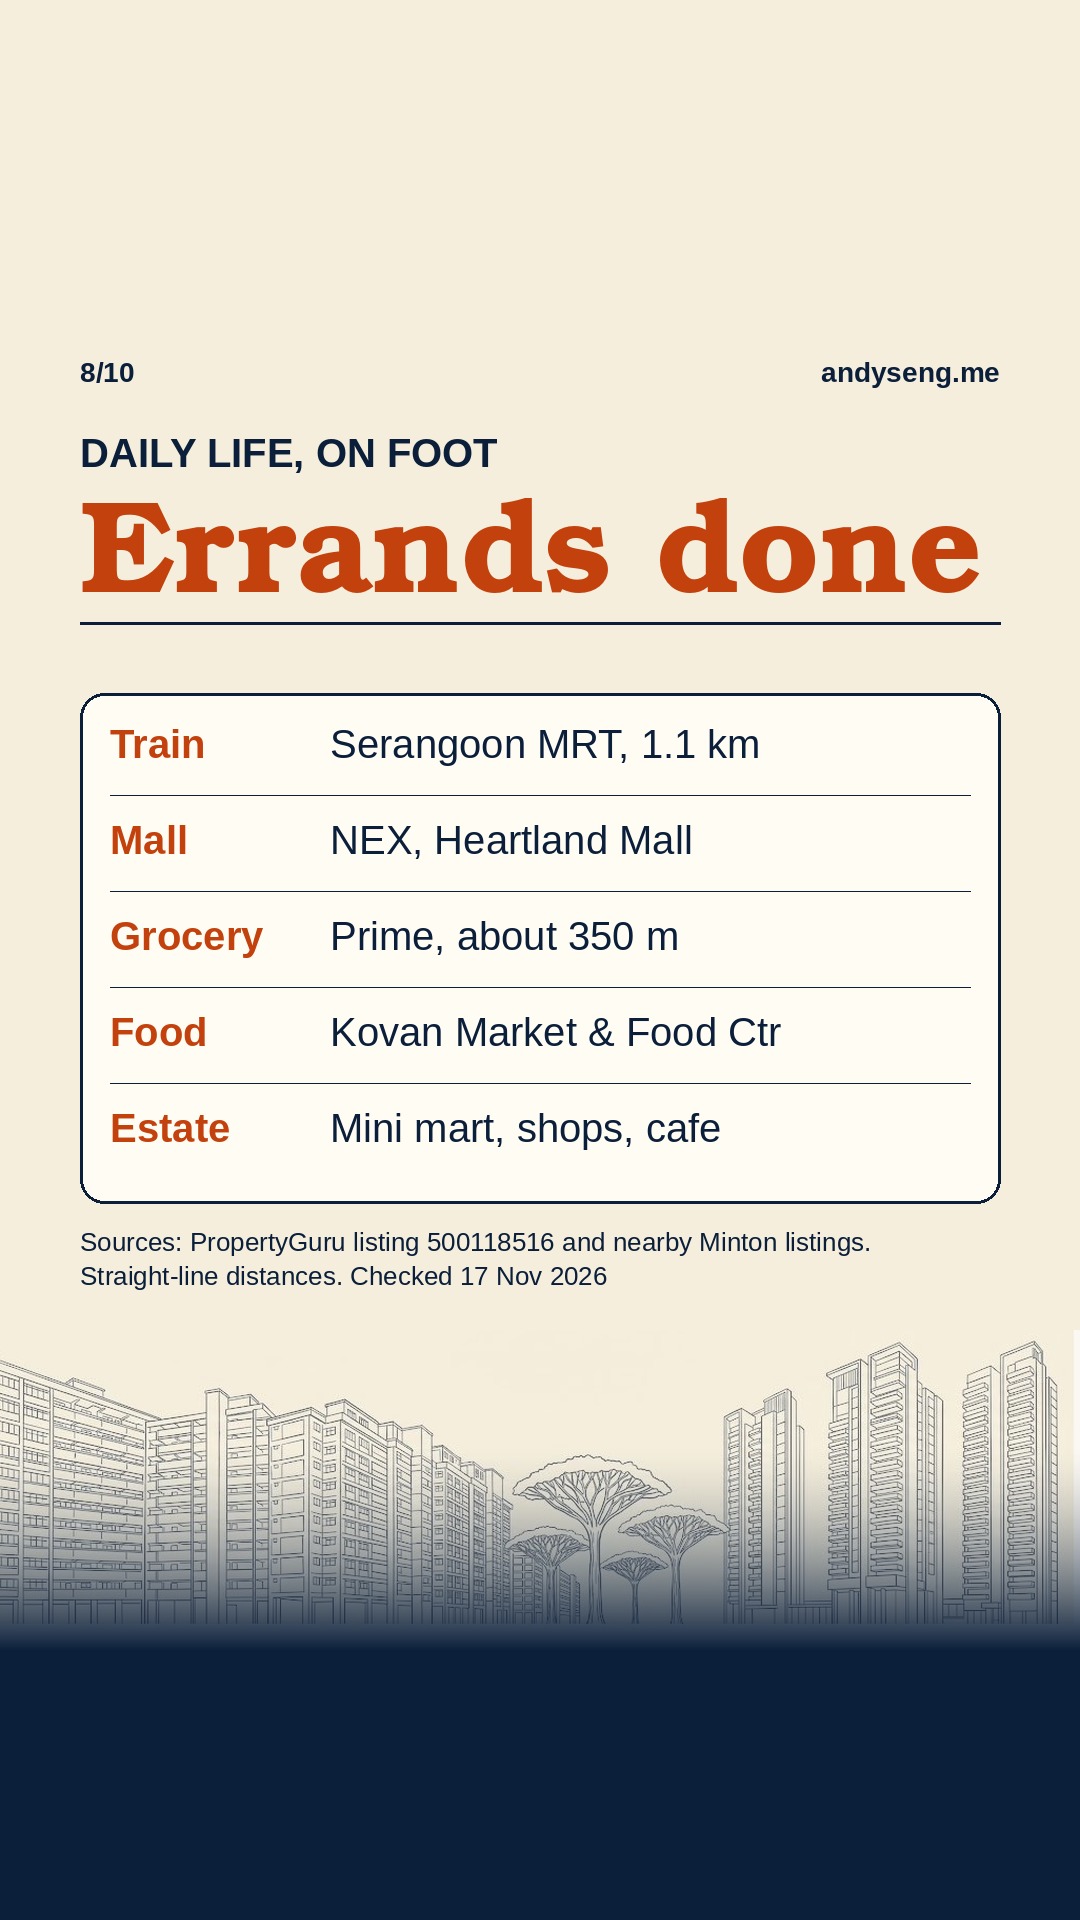 8/10
andyseng.me
DAILY LIFE, ON FOOT
Errands done
Train Serangoon MRT, 1.1 km
Mall NEX, Heartland Mall
Grocery Prime, about 350 m
Food Kovan Market & Food Ctr
Estate Mini mart, shops, cafe
Sources: PropertyGuru listing 500118516 and nearby Minton listings.
Straight-line distances. Checked 17 Nov 2026